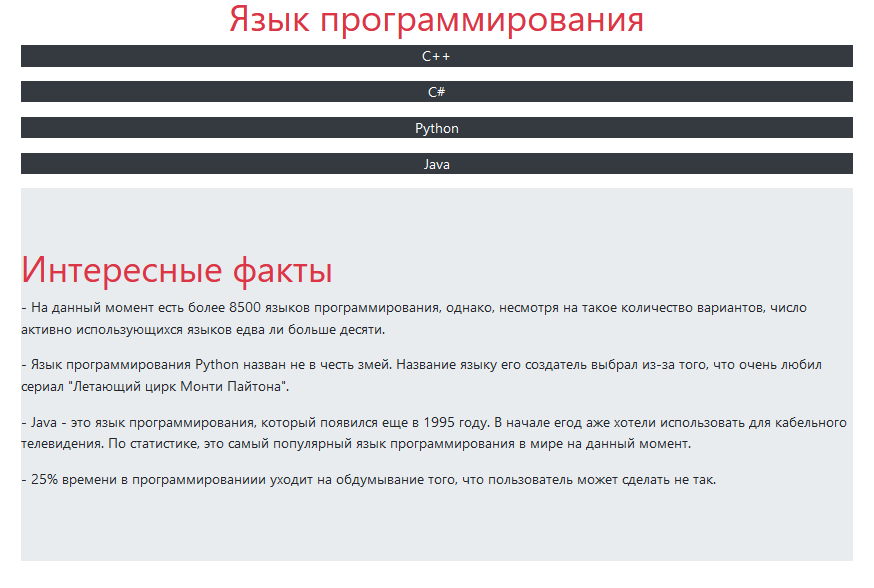 Язык программирования
C++
C#
Python
Java
Интересные факты
- На данный момент есть более 8500 языков программирования, однако, несмотря на такое количество вариантов, число
активно использующихся языков едва ли больше десяти.
- Язык программирования Python назван не в честь змей. Название языку его создатель выбрал из-за того, что очень любил
сериал "Летающий цирк Монти Пайтона".
- Java - это язык программирования, который появился еще в 1995 году. В начале егод аже хотели использовать для кабельного
телевидения. По статистике, это самый популярный язык программирования в мире на данный момент.
- 25% времени в программированиии уходит на обдумывание того, что пользователь может сделать не так.